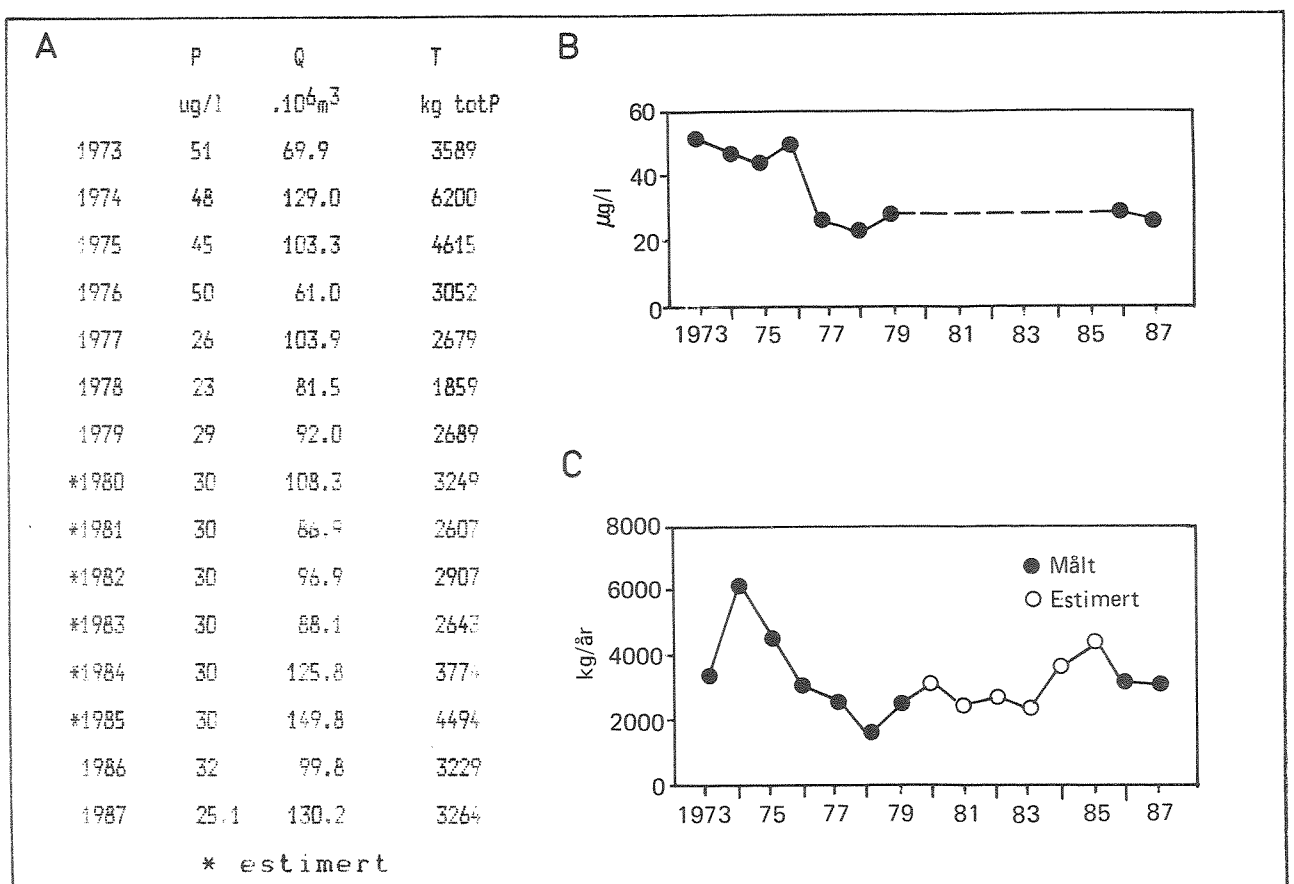 A
P Q T
ug/l .10⁶m³ kg totP
1973 51 69.9 3589
1974 48 129.0 6200
1975 45 103.3 4615
1976 50 61.0 3052
1977 26 103.9 2679
1978 23 81.5 1859
1979 29 92.0 2689
*1980 30 108.3 3249
*1981 30 86.9 2607
*1982 30 96.9 2907
*1983 30 88.1 2643
*1984 30 125.8 3774
*1985 30 149.8 4494
1986 32 99.8 3229
1987 25.1 130.2 3264
* estimert
B
60
40
20
0
µg/l
1973 75 77 79 81 83 85 87
C
8000
6000
4000
2000
0
kg/år
Målt
Estimert
1973 75 77 79 81 83 85 87